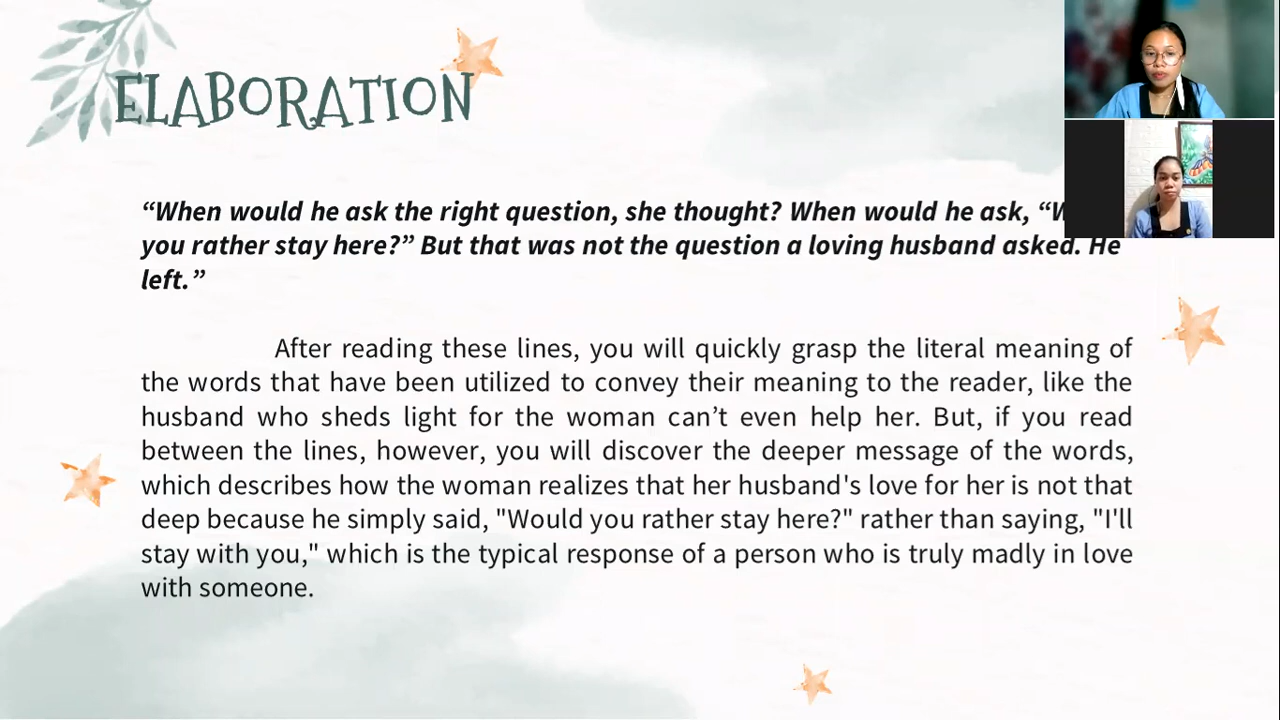 ELABORATION
“When would he ask the right question, she thought? When would he ask, “
you rather stay here?” But that was not the question a loving husband asked. He
left.”
After reading these lines, you will quickly grasp the literal meaning of
the words that have been utilized to convey their meaning to the reader, like the
husband who sheds light for the woman can’t even help her. But, if you read
between the lines, however, you will discover the deeper message of the words,
which describes how the woman realizes that her husband's love for her is not that
deep because he simply said, "Would you rather stay here?" rather than saying, "I'll
stay with you," which is the typical response of a person who is truly madly in love
with someone.